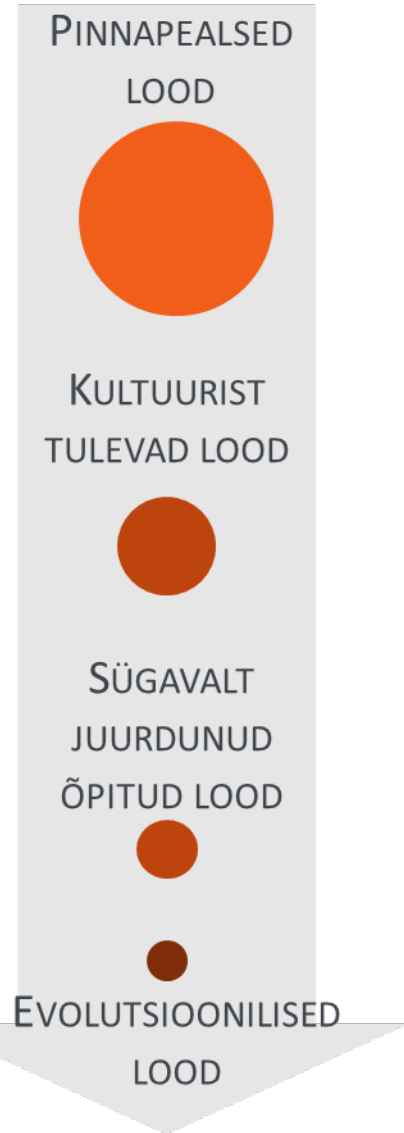 PINNAPEALSED
LOOD
KULTUURIST
TULEVAD LOOD
SÜGAVALT
JUURDUNUD
ÕPITUD LOOD
EVOLUTSIOONILISED
LOOD